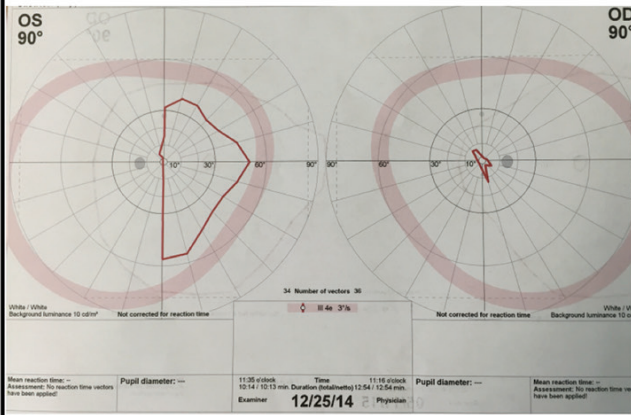 OS
90°
OD
90°
10°
30°
60°
90°
90°
60°
30°
10°
34 Number of vectors 36
III 4e 3°/s
White / White
Background luminance 10 cd/m²
Not corrected for reaction time
Not corrected for reaction time
White /
Background luminance 10
Mean reaction time: --
Assessment: No reaction time vectors
have been applied!
Pupil diameter: ---
11:35 o'clock Time 11:16 o'clock
10:14 / 10:13 min. Duration (total/netto) 12:54 / 12:54 min.
Examiner 12/25/14 Physician
Pupil diameter: ---
Mean reaction time: --
Assessment: No reaction time
have been applied!